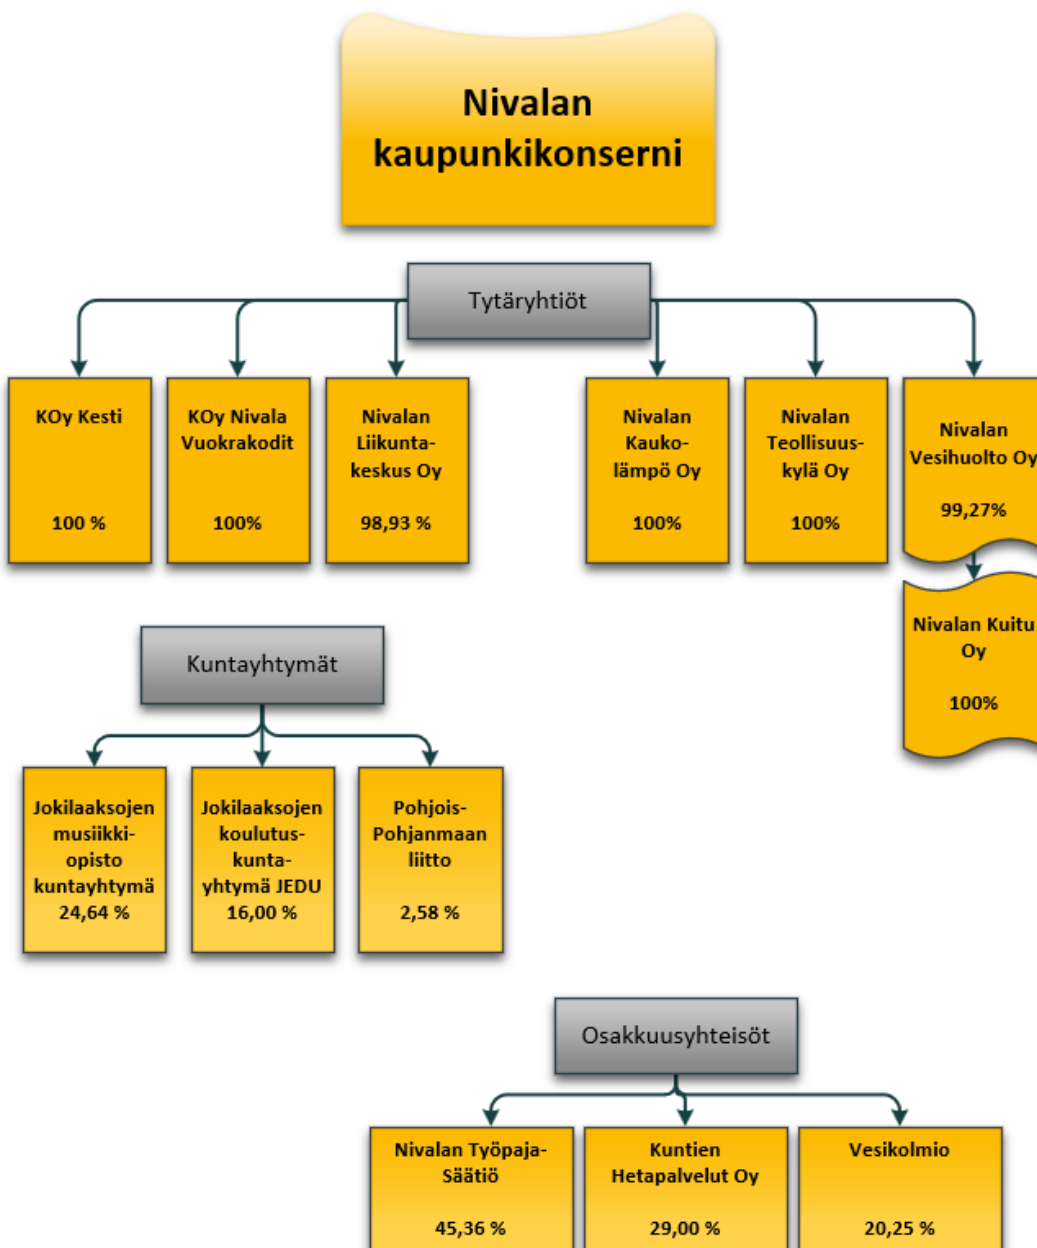 Nivalan
kaupunkikonserni
Tytäryhtiöt
KOy Kesti
100 %
KOy Nivala
Vuokrakodit
100%
Nivalan
Liikunta-
keskus Oy
98,93 %
Nivalan
Kauko-
lämpö Oy
100%
Nivalan
Teollisuus-
kylä Oy
100%
Nivalan
Vesihuolto Oy
99,27%
Nivalan Kuitu
Oy
100%
Kuntayhtymät
Jokilaaksojen
musiikki-
opisto
kuntayhtymä
24,64 %
Jokilaaksojen
koulutus-
kunta-
yhtymä JEDU
16,00 %
Pohjois-
Pohjanmaan
liitto
2,58 %
Osakkuusyhteisöt
Nivalan Työpaja-
Säätiö
45,36 %
Kuntien
Hetapalvelut Oy
29,00 %
Vesikolmio
20,25 %